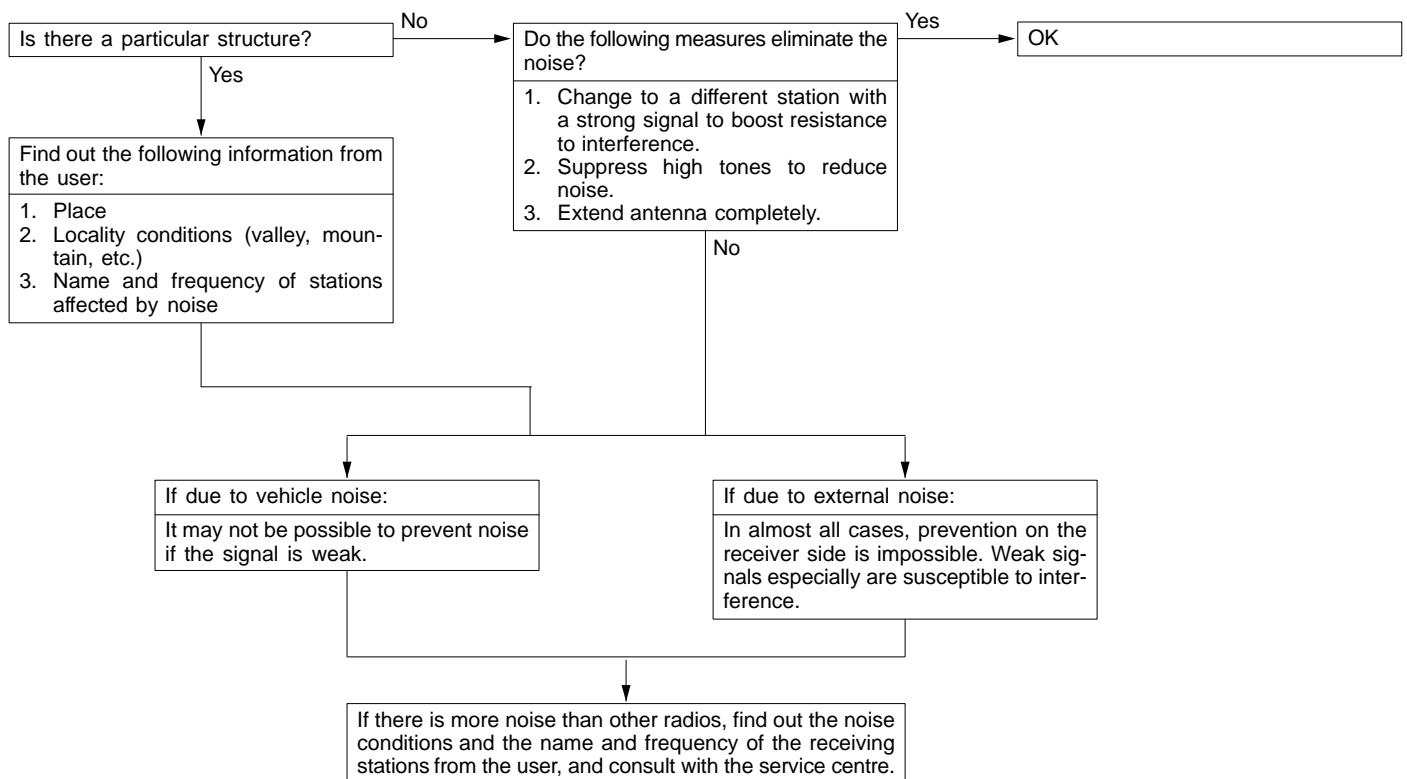 Is there a particular structure?
No
Yes
Find out the following information from
the user:
1. Place
2. Locality conditions (valley, moun-
tain, etc.)
3. Name and frequency of stations
affected by noise
Do the following measures eliminate the
noise?
1. Change to a different station with
a strong signal to boost resistance
to interference.
2. Suppress high tones to reduce
noise.
3. Extend antenna completely.
Yes
OK
No
If due to vehicle noise:
It may not be possible to prevent noise
if the signal is weak.
If due to external noise:
In almost all cases, prevention on the
receiver side is impossible. Weak sig-
nals especially are susceptible to inter-
ference.
If there is more noise than other radios, find out the noise
conditions and the name and frequency of the receiving
stations from the user, and consult with the service centre.